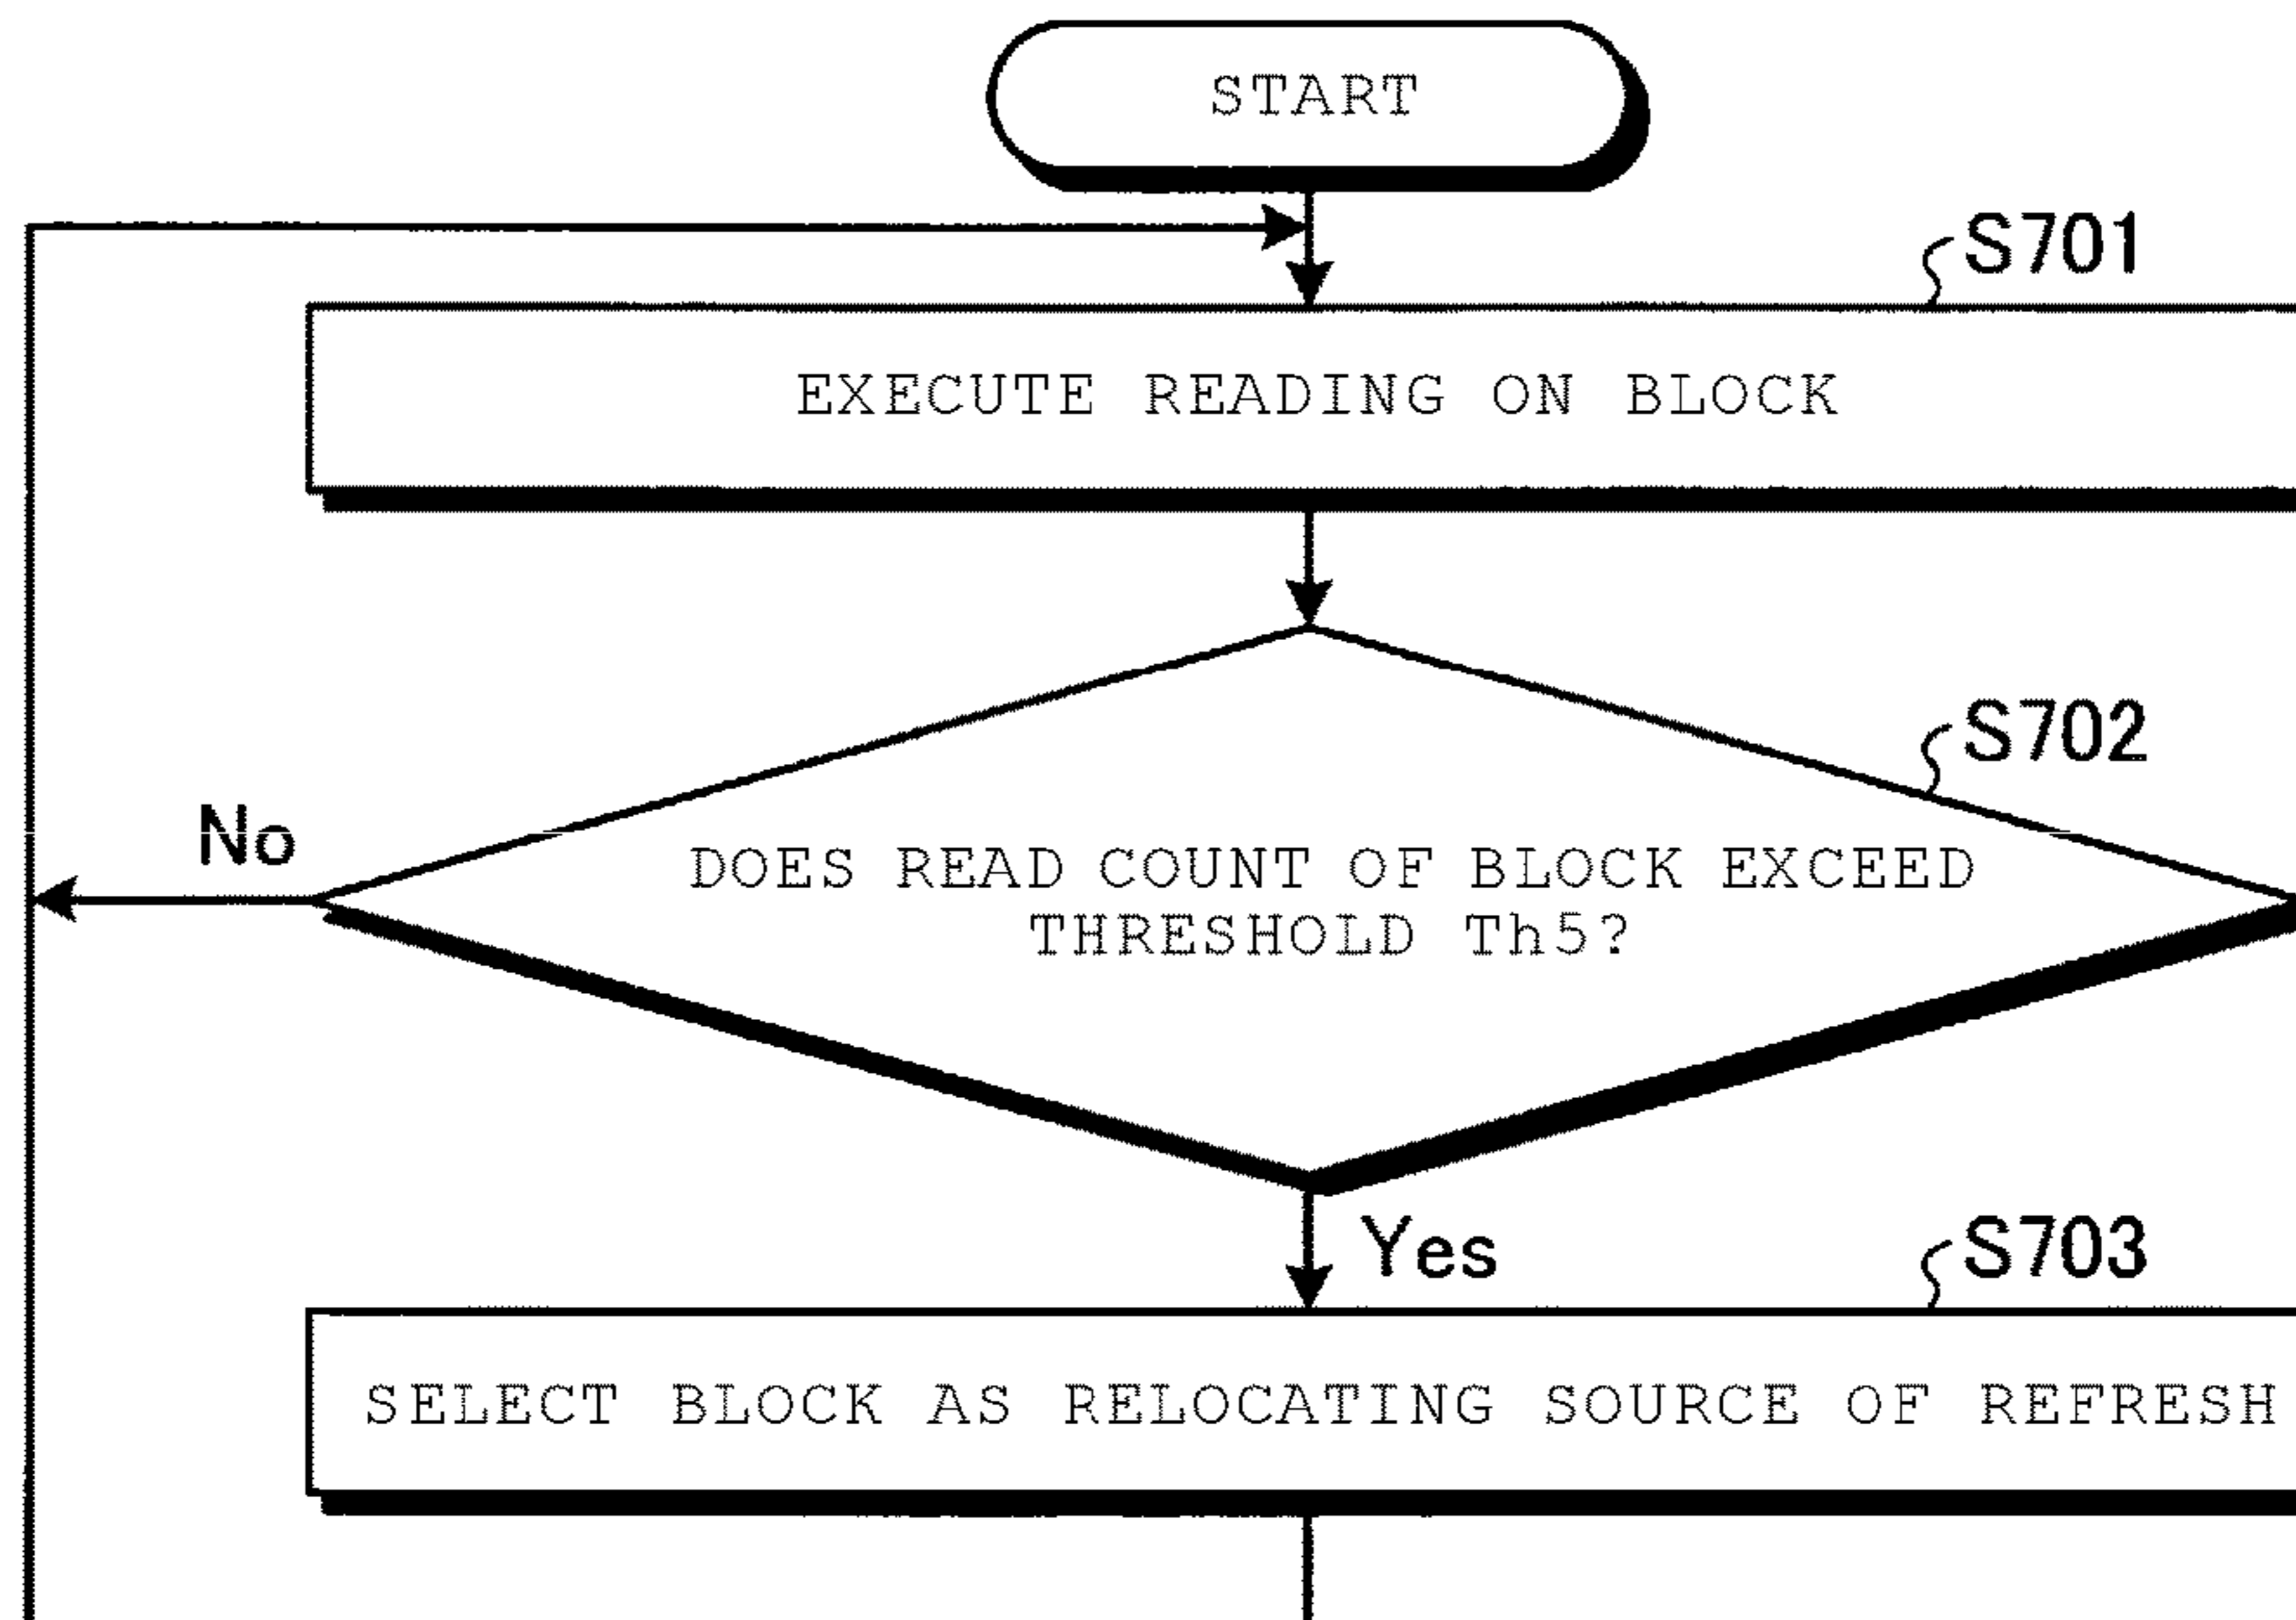 START
S701
EXECUTE READING ON BLOCK
S702
No
DOES READ COUNT OF BLOCK EXCEED
THRESHOLD Th5?
Yes
S703
SELECT BLOCK AS RELOCATING SOURCE OF REFRESH